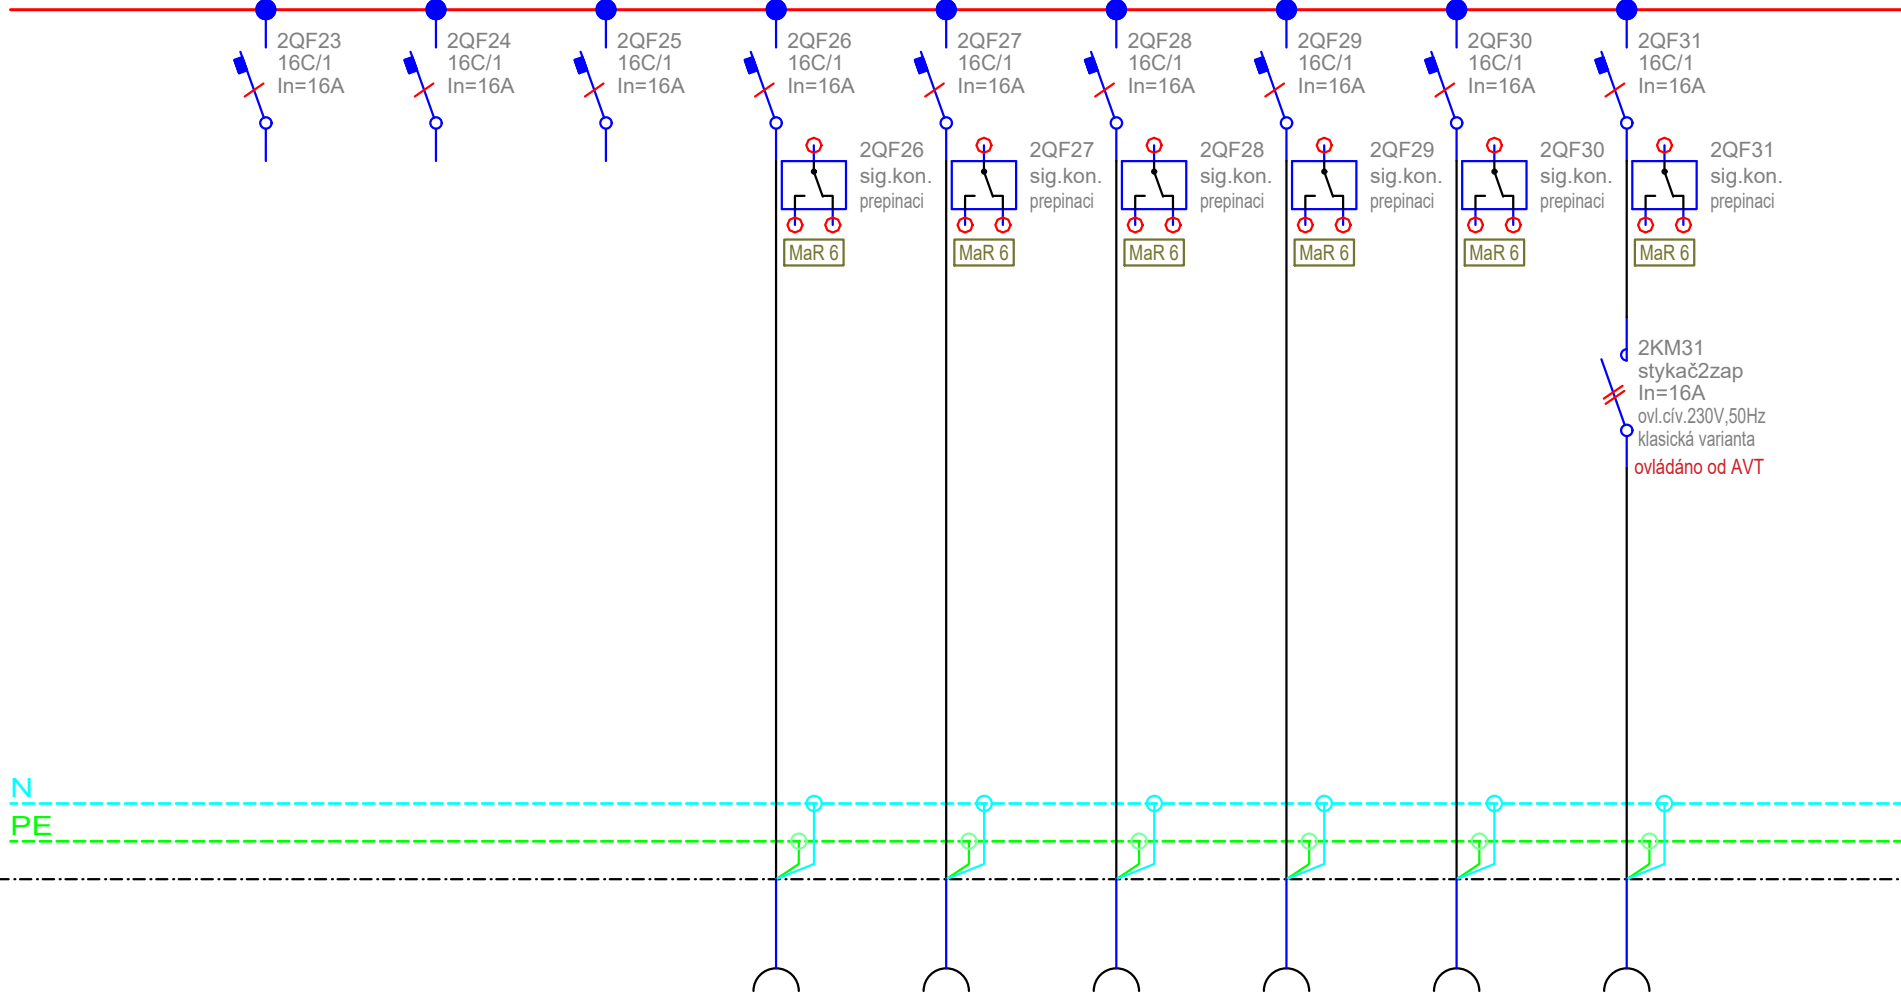 2QF23
16C/1
In=16A
2QF24
16C/1
In=16A
2QF25
16C/1
In=16A
2QF26
16C/1
In=16A
2QF27
16C/1
In=16A
2QF28
16C/1
In=16A
2QF29
16C/1
In=16A
2QF30
16C/1
In=16A
2QF31
16C/1
In=16A
2QF26
sig.kon.
prepinaci
MaR 6
2QF27
sig.kon.
prepinaci
MaR 6
2QF28
sig.kon.
prepinaci
MaR 6
2QF29
sig.kon.
prepinaci
MaR 6
2QF30
sig.kon.
prepinaci
MaR 6
2QF31
sig.kon.
prepinaci
MaR 6
2KM31
stykač2zap
In=16A
ovl.cív.230V,50Hz
klasická varianta
ovládáno od AVT
N
PE